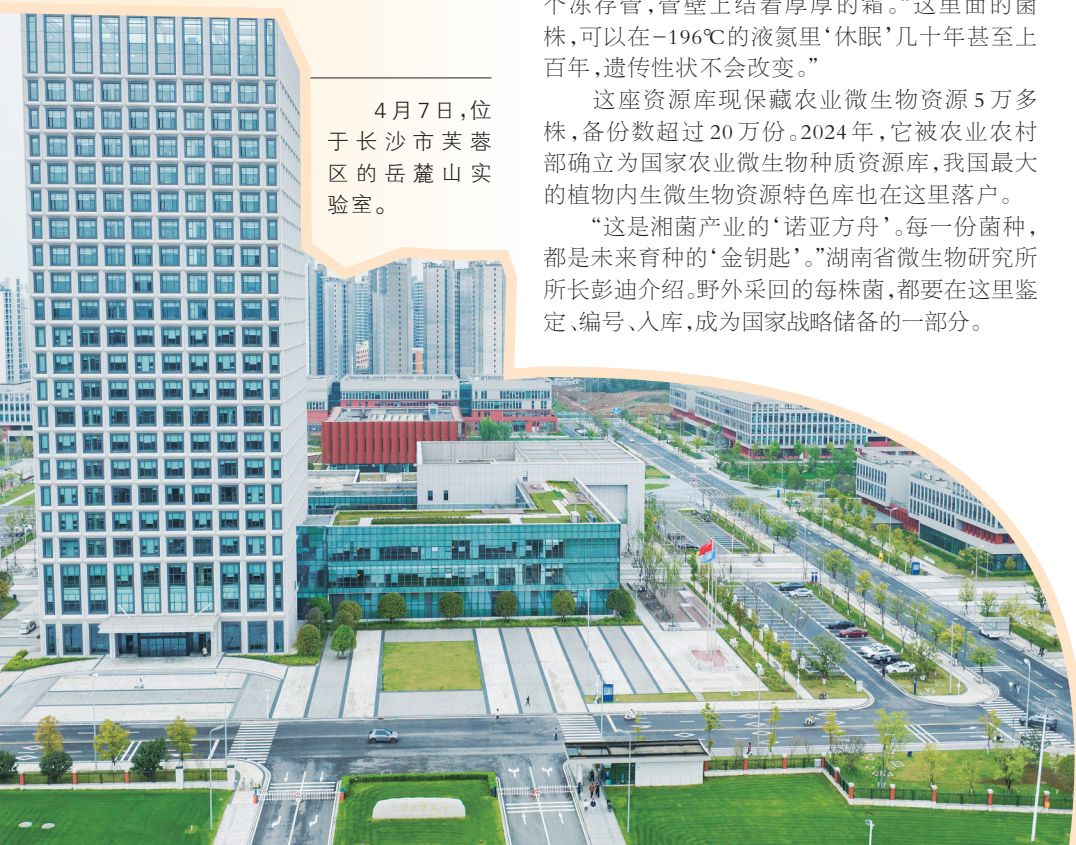 4月7日，位
于长沙市芙蓉
区的岳麓山实
验室。
个冻存管，管壁上结着厚厚的霜。“这里面的菌
株，可以在−196℃的液氮里‘休眠’几十年甚至上
百年，遗传性状不会改变。”
这座资源库现保藏农业微生物资源5万多
株，备份数超过20万份。2024年，它被农业农村
部确立为国家农业微生物种质资源库，我国最大
的植物内生微生物资源特色库也在这里落户。
“这是湘菌产业的‘诺亚方舟’。每一份菌种，
都是未来育种的‘金钥匙’。”湖南省微生物研究所
所长彭迪介绍。野外采回的每株菌，都要在这里鉴
定、编号、入库，成为国家战略储备的一部分。